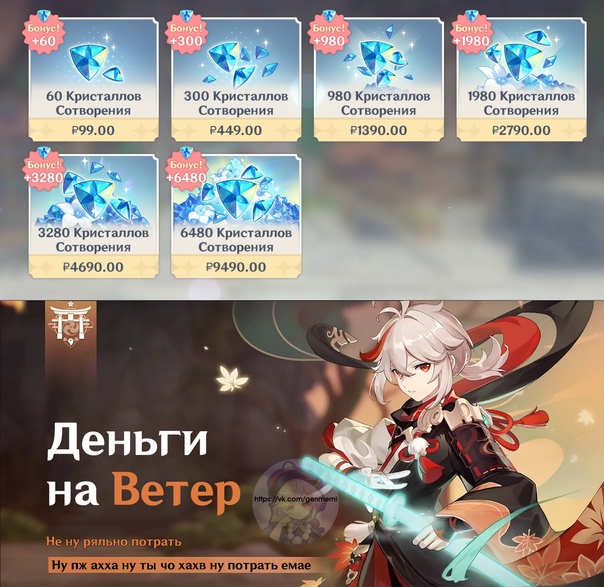 Бонус!
+60
60 Кристаллов
Сотворения
₽99.00
Бонус!
+300
300 Кристаллов
Сотворения
₽449.00
Бонус!
+980
980 Кристаллов
Сотворения
₽1390.00
Бонус!
+1980
1980 Кристаллов
Сотворения
₽2790.00
Бонус!
+3280
3280 Кристаллов
Сотворения
₽4690.00
Бонус!
+6480
6480 Кристаллов
Сотворения
₽9490.00
Деньги
на Ветер
https://vk.com/genmemi
Не ну ряльно потрать
Ну пж ахха ну ты чо хахв ну потрать емае